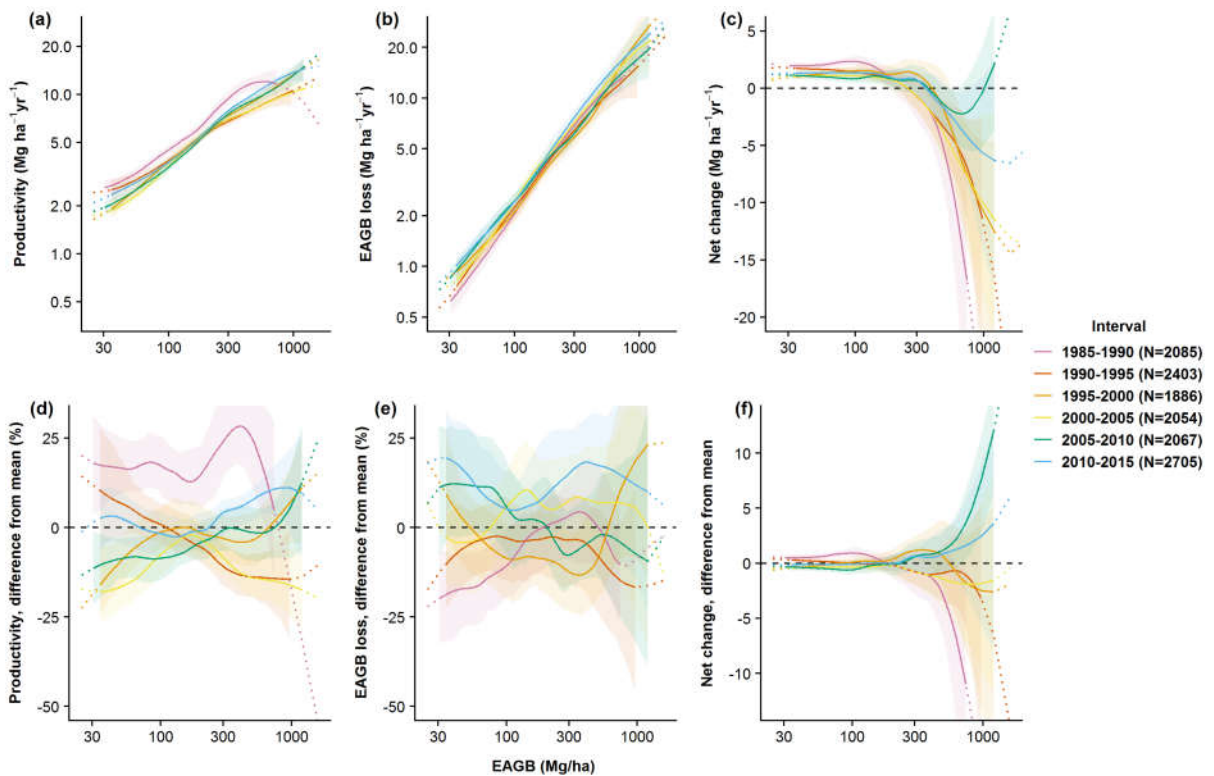 (a)
(b)
(c)
Productivity (Mg ha⁻¹yr⁻¹)
20.0
10.0
5.0
2.0
1.0
0.5
30
100
300
1000
EAGB loss (Mg ha⁻¹yr⁻¹)
20.0
10.0
5.0
2.0
1.0
0.5
30
100
300
1000
Net change (Mg ha⁻¹yr⁻¹)
5
0
-5
-10
-15
-20
30
100
300
1000
Interval
1985-1990 (N=2085)
1990-1995 (N=2403)
1995-2000 (N=1886)
2000-2005 (N=2054)
2005-2010 (N=2067)
2010-2015 (N=2705)
(d)
(e)
(f)
Productivity, difference from mean (%)
25
0
-25
-50
30
100
300
1000
EAGB loss, difference from mean (%)
25
0
-25
-50
30
100
300
1000
Net change, difference from mean
10
5
0
-5
-10
30
100
300
1000
EAGB (Mg/ha)